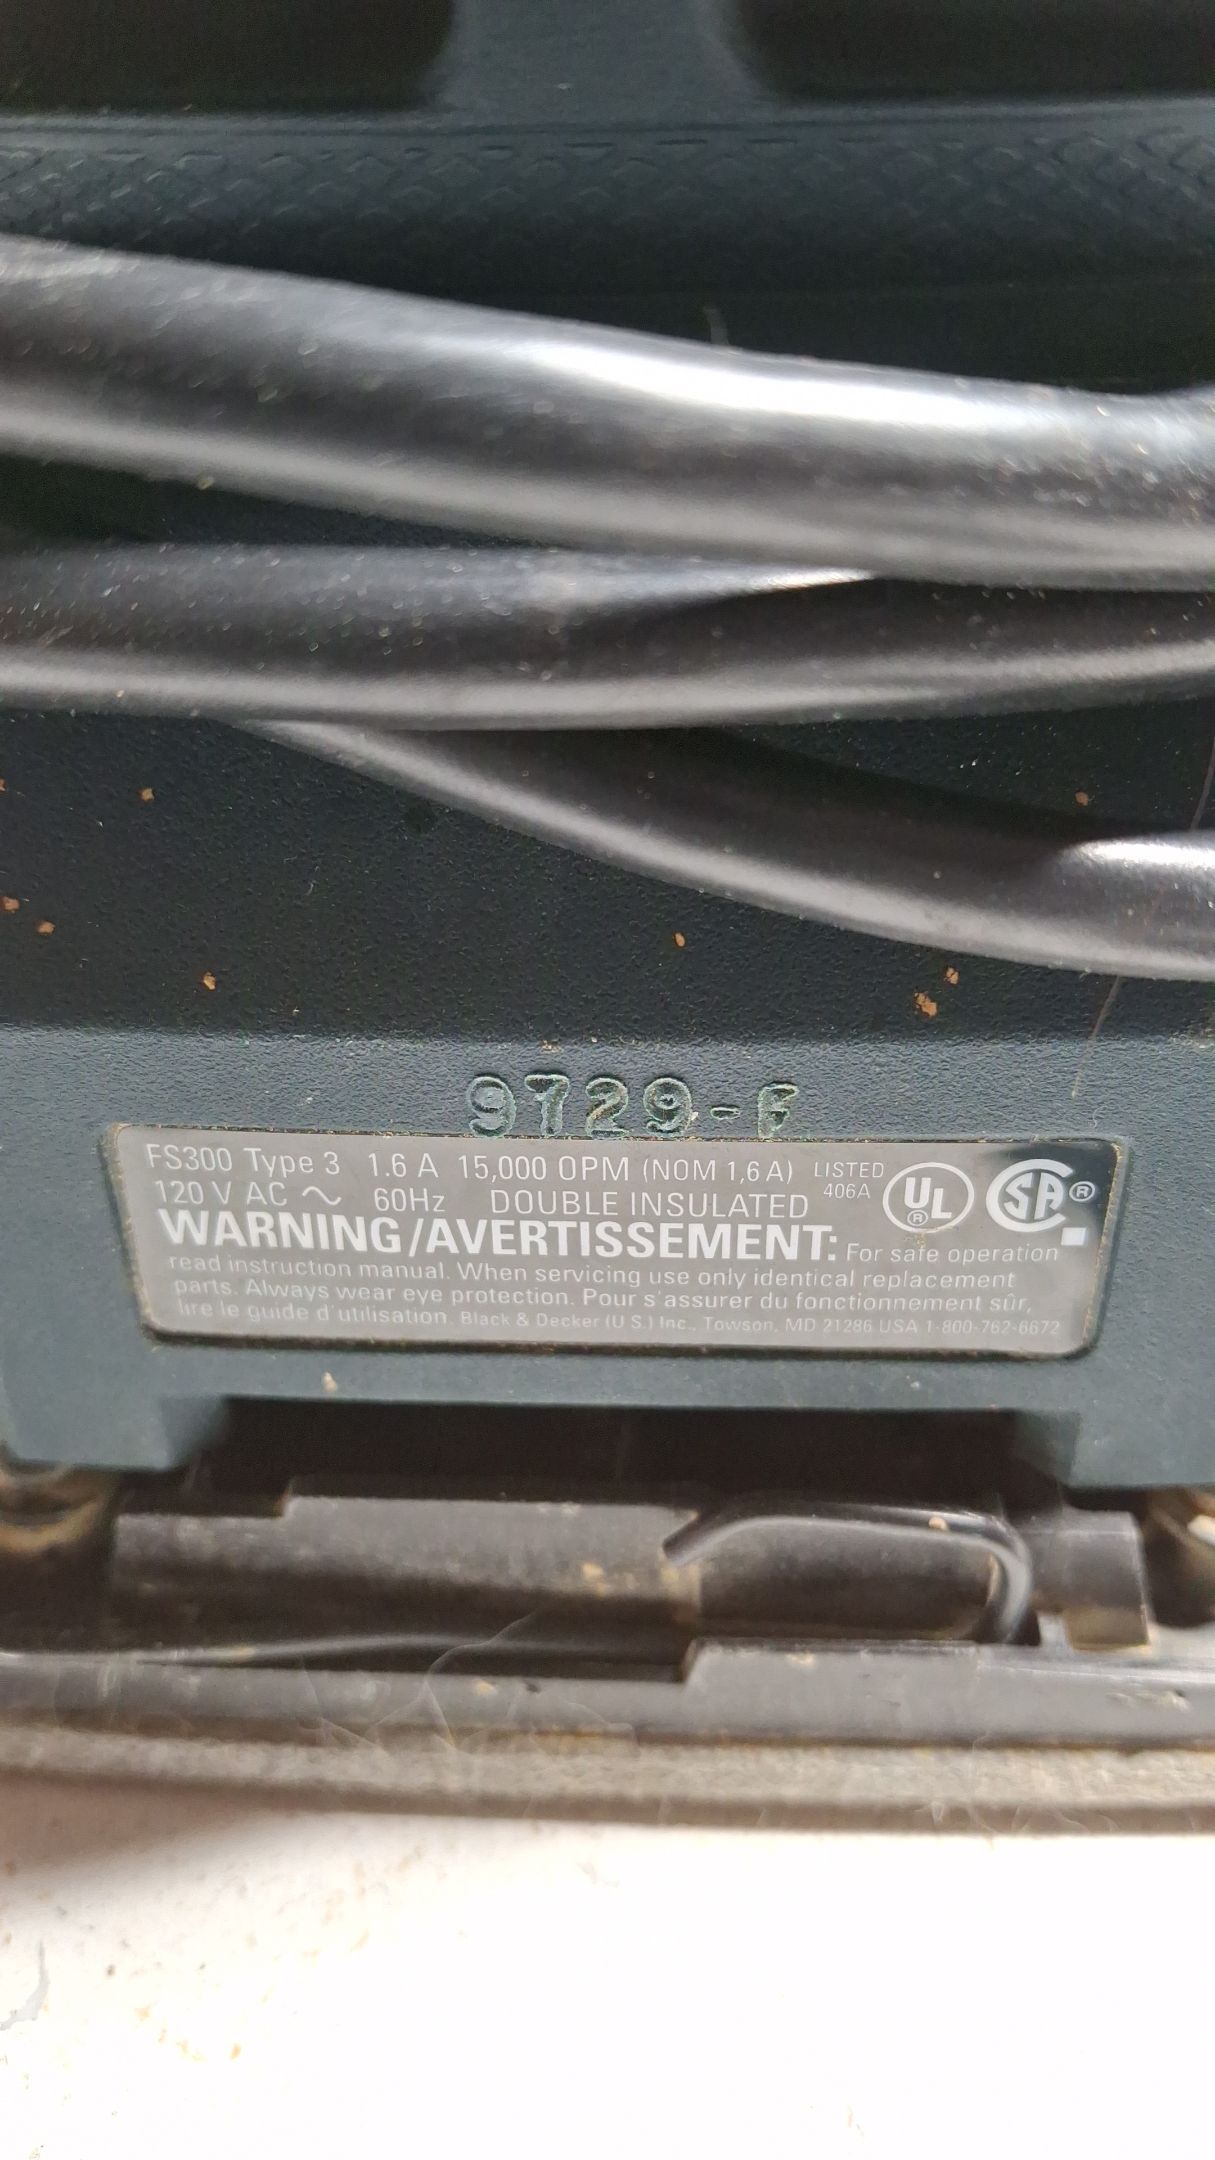 9729-F
FS300 Type 3 1.6 A 15,000 OPM (NOM 1,6 A) LISTED
120 V AC ~ 60Hz DOUBLE INSULATED 406A UL ® SA ®
WARNING/AVERTISSEMENT: For safe operation
read instruction manual. When servicing use only identical replacement
parts. Always wear eye protection. Pour s'assurer du fonctionnement sûr,
lire le guide d'utilisation. Black & Decker (U S.) Inc., Towson, MD 21286 USA 1-800-762-6672